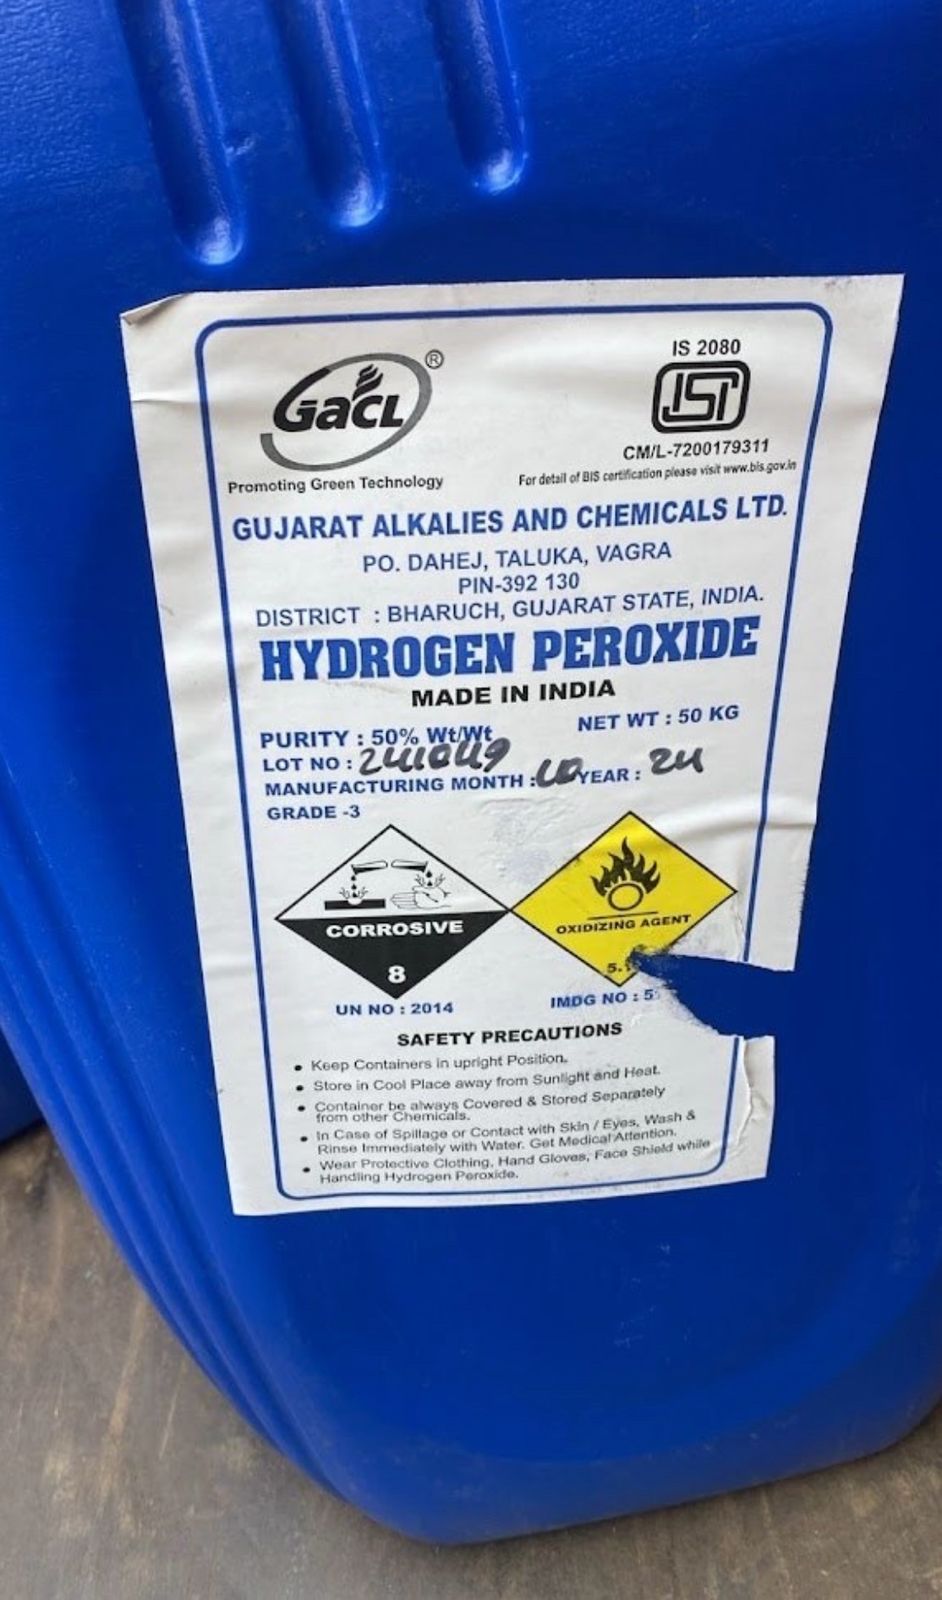 GACL ®
Promoting Green Technology
IS 2080
ISI
CM/L-7200179311
For detail of BIS certification please visit www.bis.gov.in
GUJARAT ALKALIES AND CHEMICALS LTD.
PO. DAHEJ, TALUKA, VAGRA
PIN-392 130
DISTRICT : BHARUCH, GUJARAT STATE, INDIA.
HYDROGEN PEROXIDE
MADE IN INDIA
PURITY : 50% Wt/Wt
NET WT : 50 KG
LOT NO : 2411049
MANUFACTURING MONTH : 10 YEAR : 24
GRADE -3
CORROSIVE
8
UN NO : 2014
OXIDIZING AGENT
5.1
IMDG NO : 5
SAFETY PRECAUTIONS
• Keep Containers in upright Position.
• Store in Cool Place away from Sunlight and Heat.
• Container be always Covered & Stored Separately
from other Chemicals.
• In Case of Spillage or Contact with Skin / Eyes, Wash &
Rinse Immediately with Water. Get Medical Attention.
• Wear Protective Clothing, Hand Gloves, Face Shield while
Handling Hydrogen Peroxide.